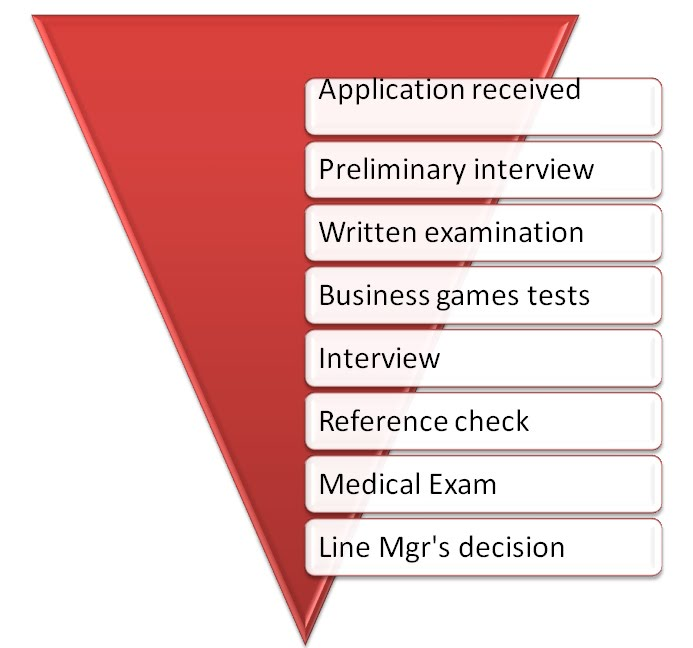 Application received
Preliminary interview
Written examination
Business games tests
Interview
Reference check
Medical Exam
Line Mgr's decision